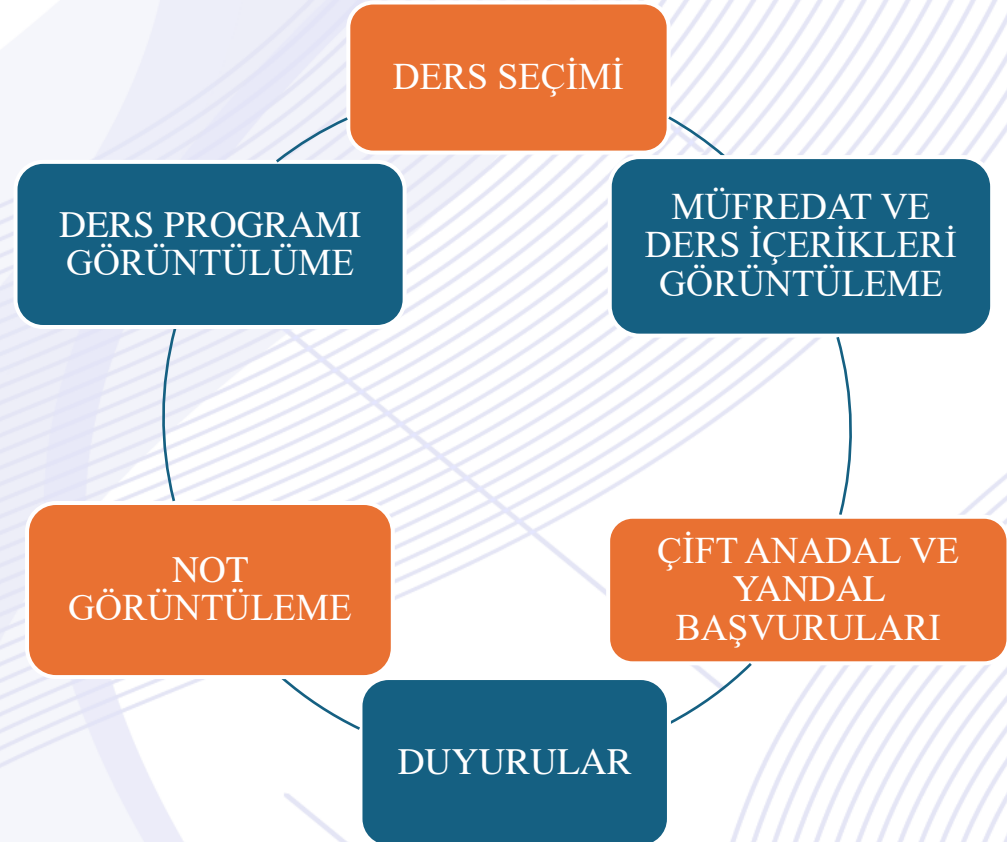 DERS SEÇİMİ
MÜFREDAT VE
DERS İÇERİKLERİ
GÖRÜNTÜLEME
ÇİFT ANADAL VE
YANDAL
BAŞVURULARI
DUYURULAR
NOT
GÖRÜNTÜLEME
DERS PROGRAMI
GÖRÜNTÜLÜME